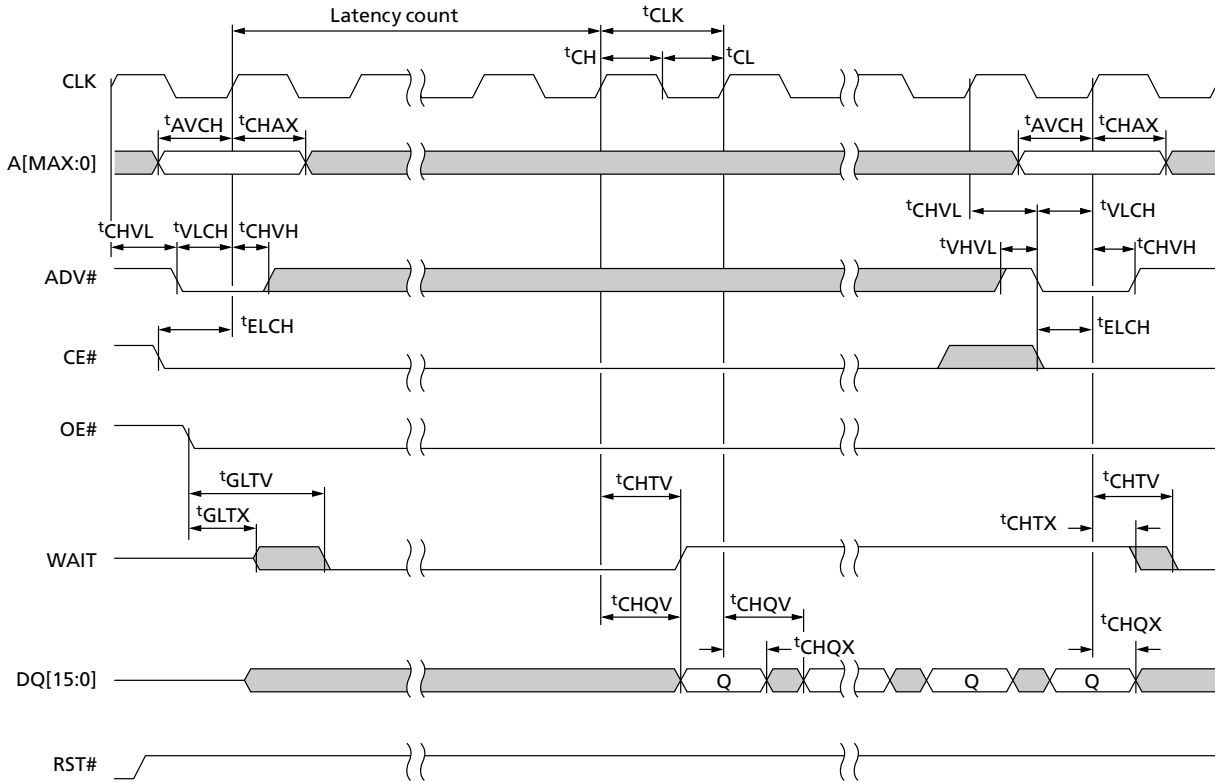 Latency count
tCLK
tCH
tCL
CLK
tAVCH
tCHAX
tAVCH
tCHAX
A[MAX:0]
tCHVL
tVLCH
tCHVL
tVLCH
tCHVH
tVHVL
tCHVH
ADV#
tELCH
tELCH
CE#
OE#
tGLTV
tCHTV
tCHTV
tGLTX
tCHTX
WAIT
tCHQV
tCHQV
tCHQX
tCHQX
DQ[15:0]
Q
Q
Q
RST#